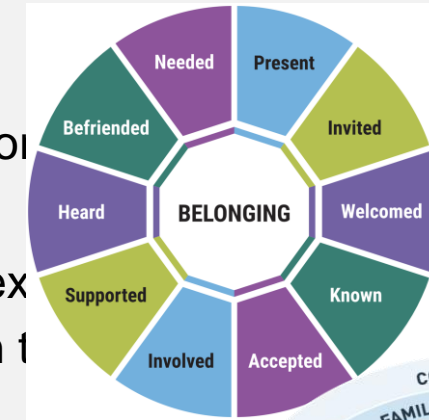 Needed
Present
Befriended
Invited
Heard
BELONGING
Welcomed
Supported
Known
Involved
Accepted